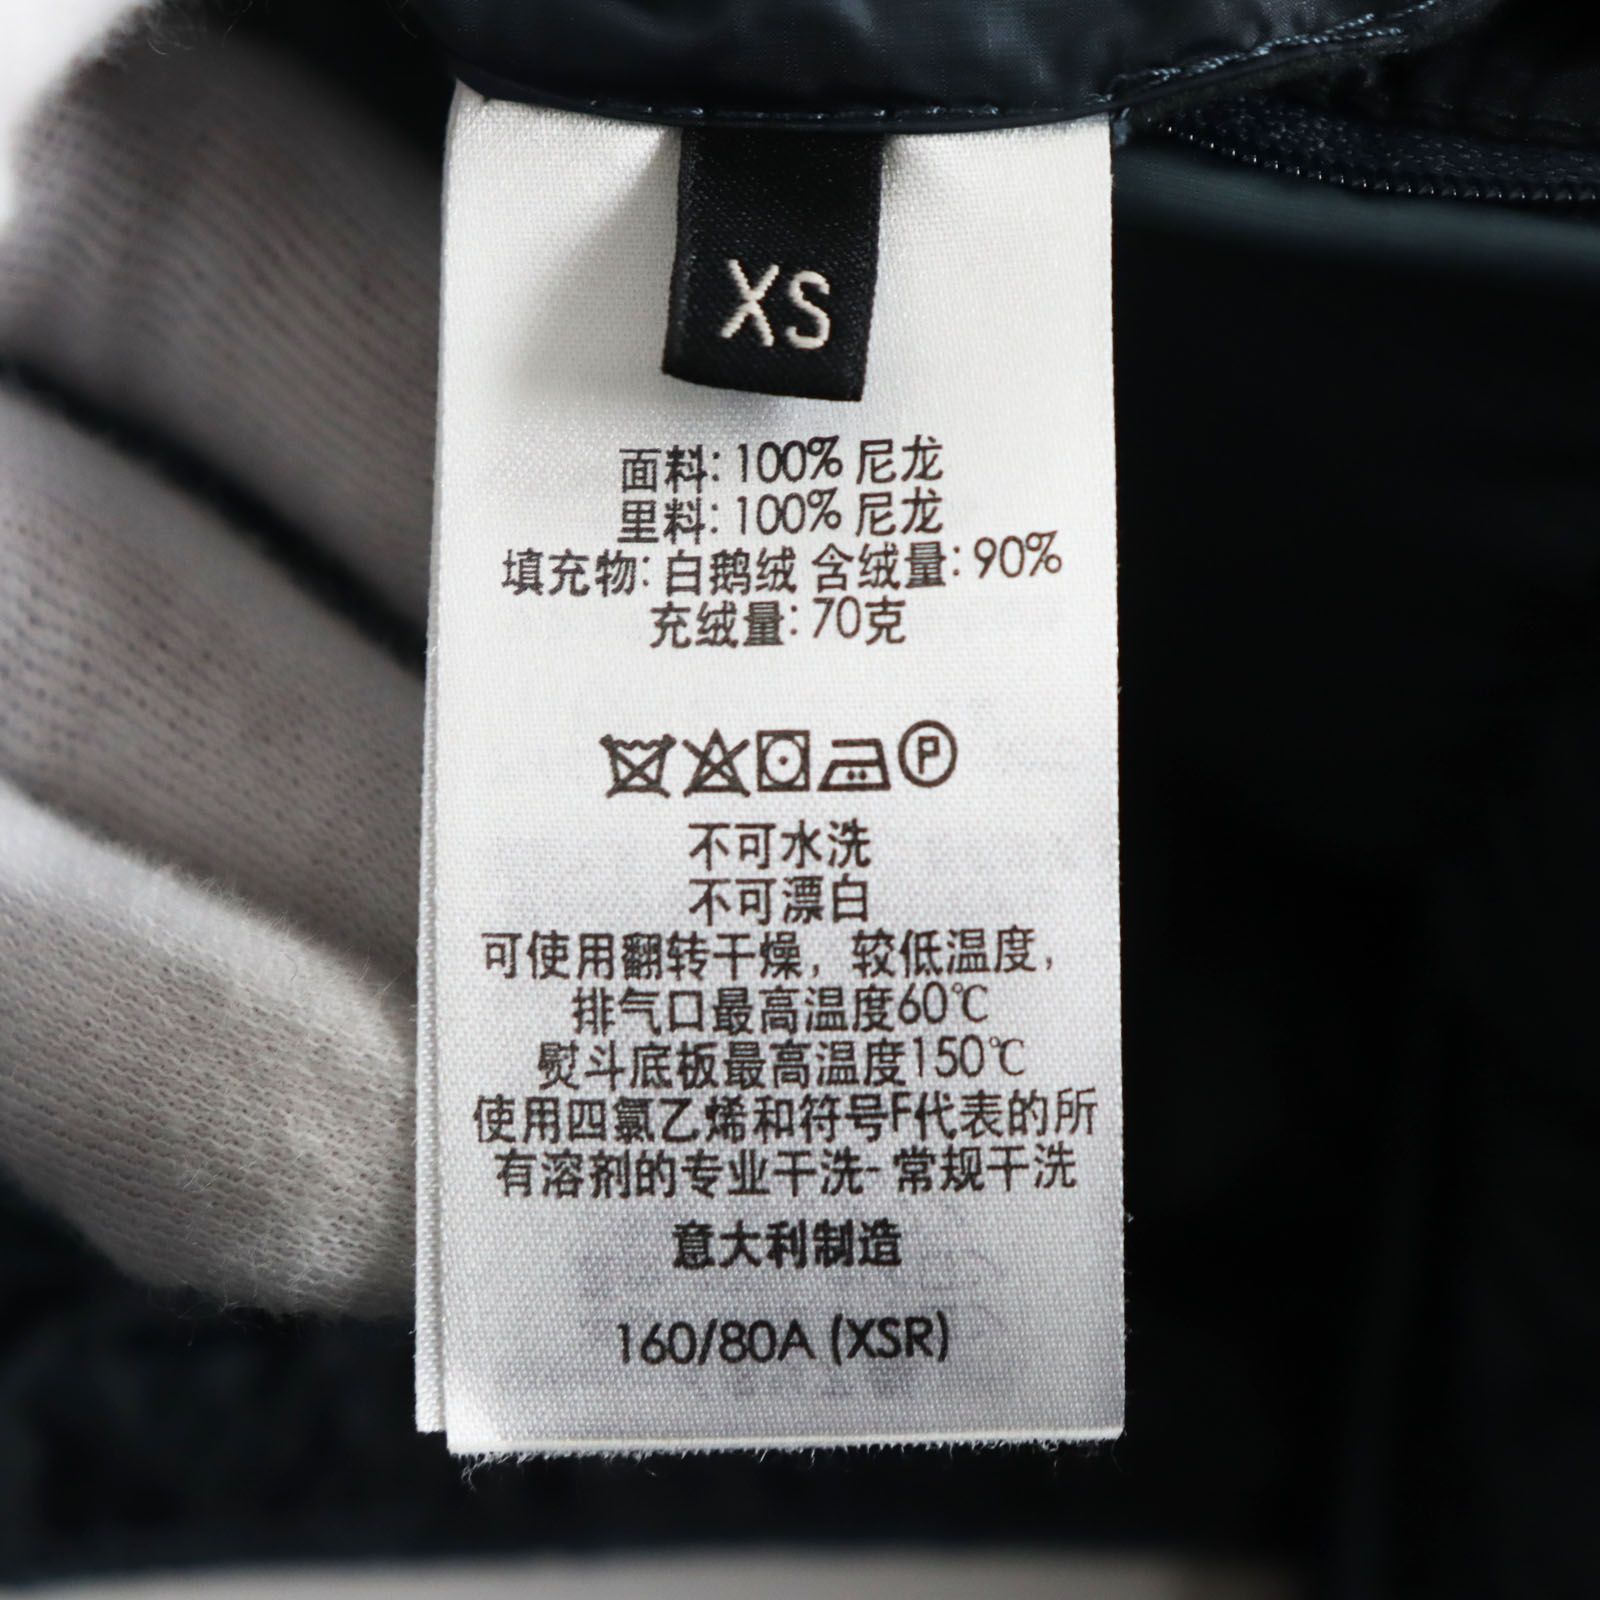 XS
面料: 100% 尼龙
里料: 100% 尼龙
填充物: 白鹅绒 含绒量: 90%
充绒量: 70克
P
不可水洗
不可漂白
可使用翻转干燥，较低温度，
排气口最高温度60℃
熨斗底板最高温度150℃
使用四氯乙烯和符号F代表的所
有溶剂的专业干洗- 常规干洗
意大利制造
160/80A (XSR)